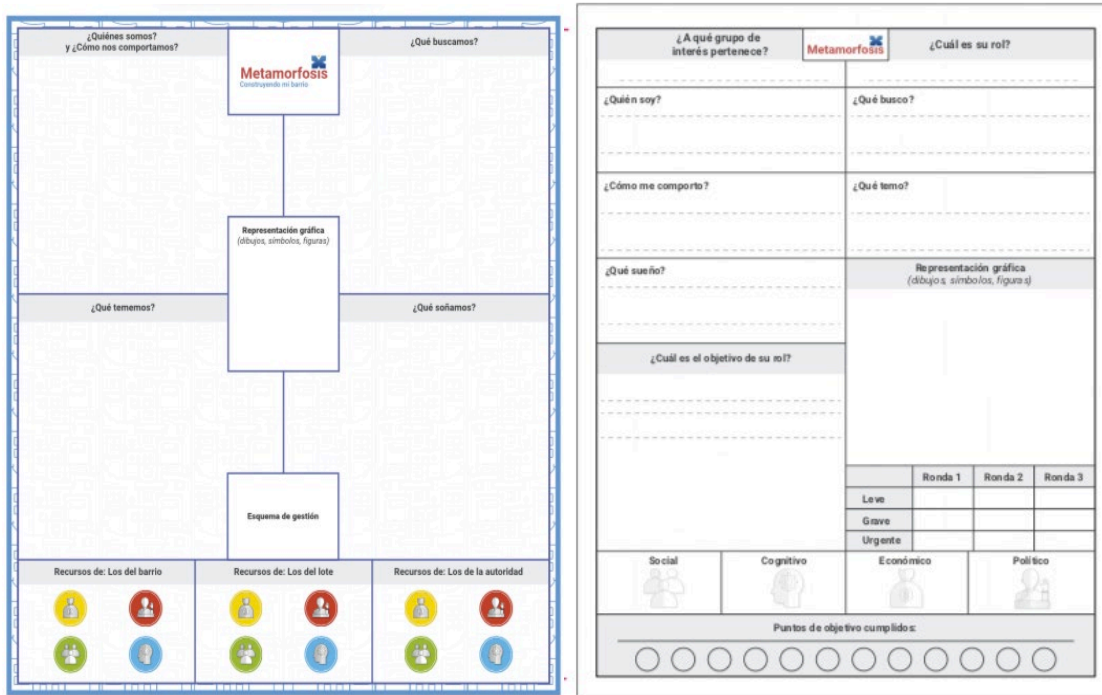 ¿Quiénes somos?
y ¿Cómo nos comportamos?
Metamorfosis
Construyendo mi barrio
¿Qué buscamos?
Representación gráfica
(dibujos, símbolos, figuras)
¿Qué tememos?
¿Qué soñamos?
Esquema de gestión
Recursos de: Los del barrio
Recursos de: Los del lote
Recursos de: Los de la autoridad
¿A qué grupo de
interés pertenece?
Metamorfosis
¿Cuál es su rol?
¿Quién soy?
¿Qué busco?
¿Cómo me comporto?
¿Qué temo?
¿Qué sueño?
Representación gráfica
(dibujos, símbolos, figuras)
¿Cuál es el objetivo de su rol?
Ronda 1 Ronda 2 Ronda 3
Leve
Grave
Urgente
Social Cognitivo Económico Político
Puntos de objetivo cumplidos: